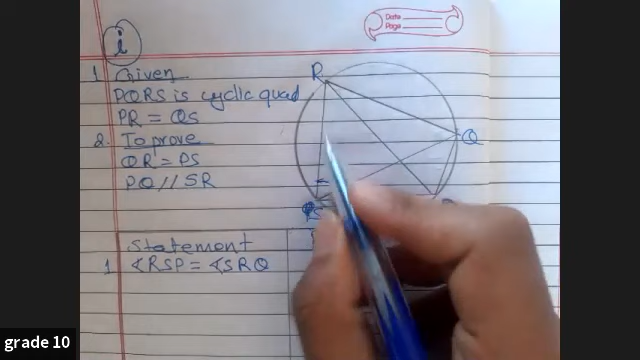 Date
Page
i
1 Given
PQRS is cyclic quad
PR = QS
2. To prove
QR = PS
PQ // SR
R
Q
S
Statement
1 ∢RSP = ∢SRQ
grade 10